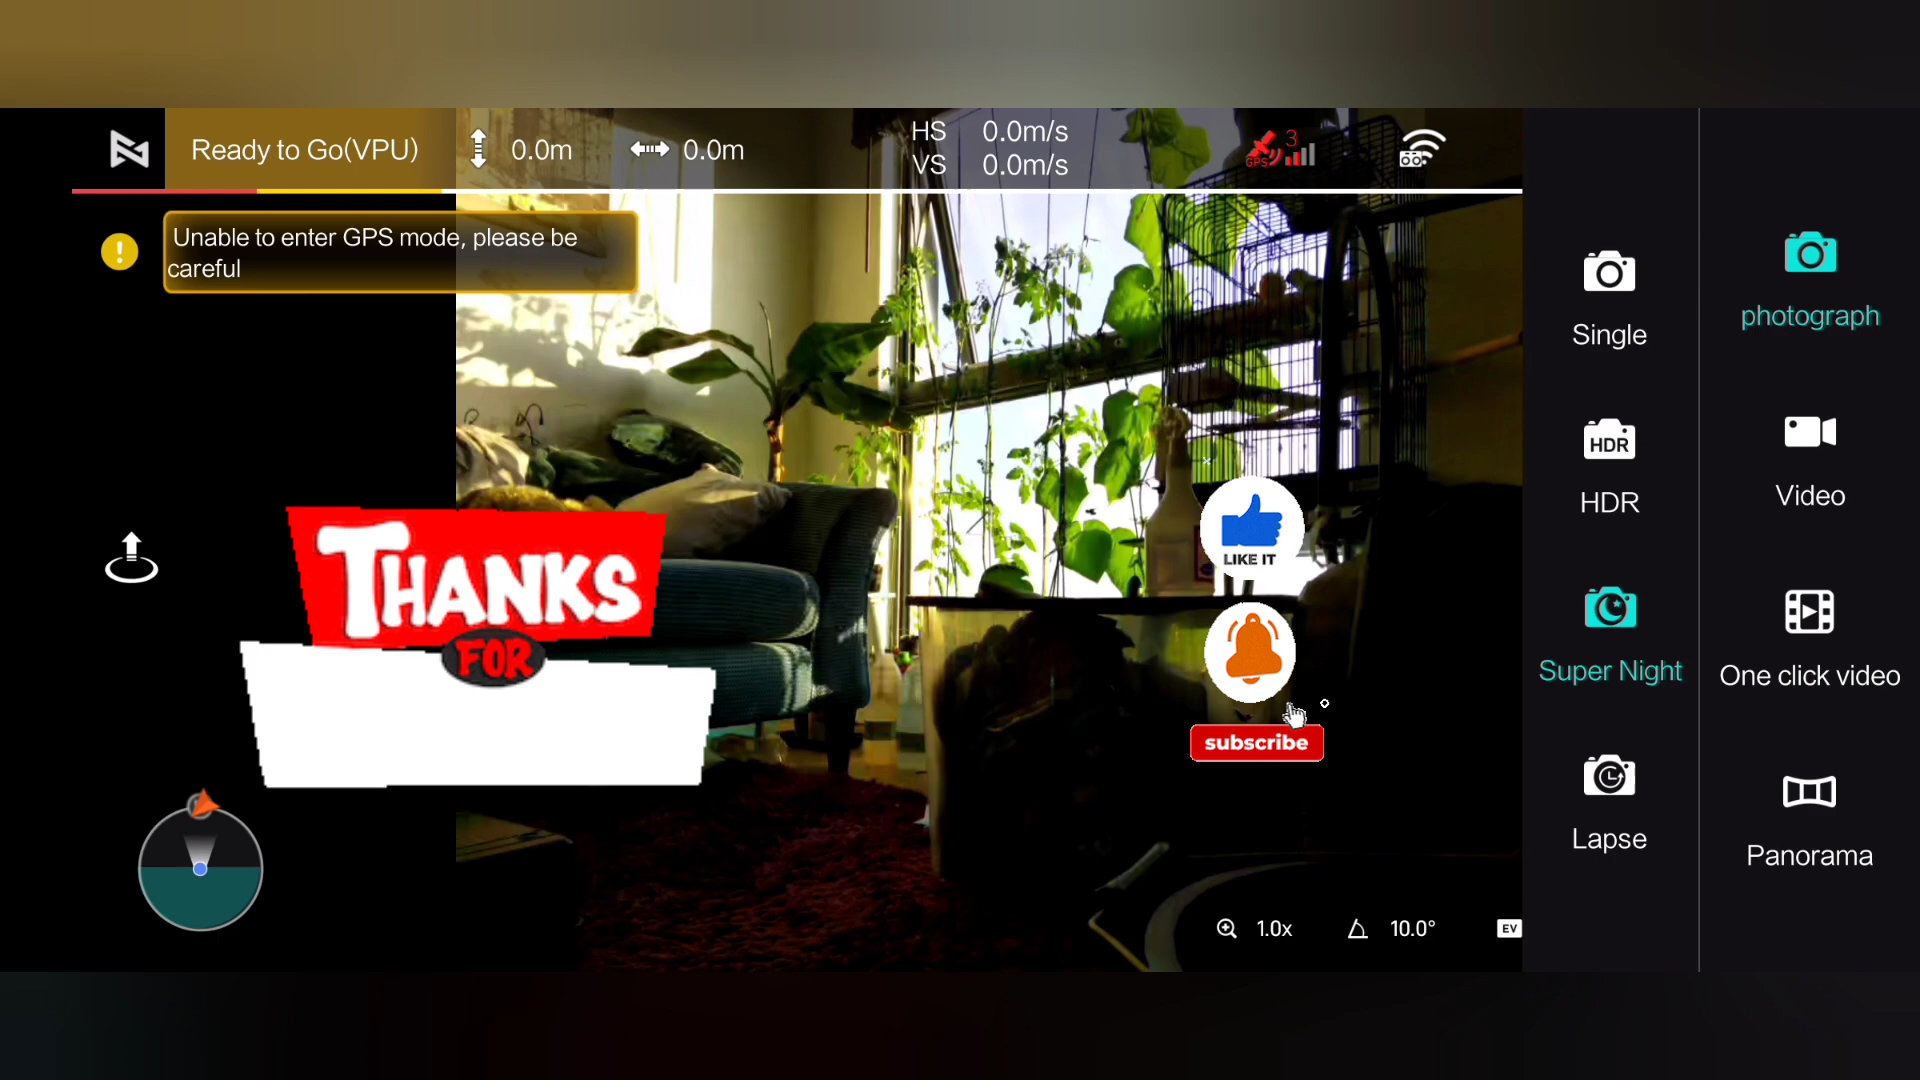 Ready to Go(VPU)
0.0m
0.0m
HS 0.0m/s
VS 0.0m/s
GPS
3
Unable to enter GPS mode, please be
careful
Single
photograph
HDR
HDR
Video
THANKS
FOR
LIKE IT
subscribe
Super Night
One click video
Lapse
Panorama
1.0x
10.0°
EV